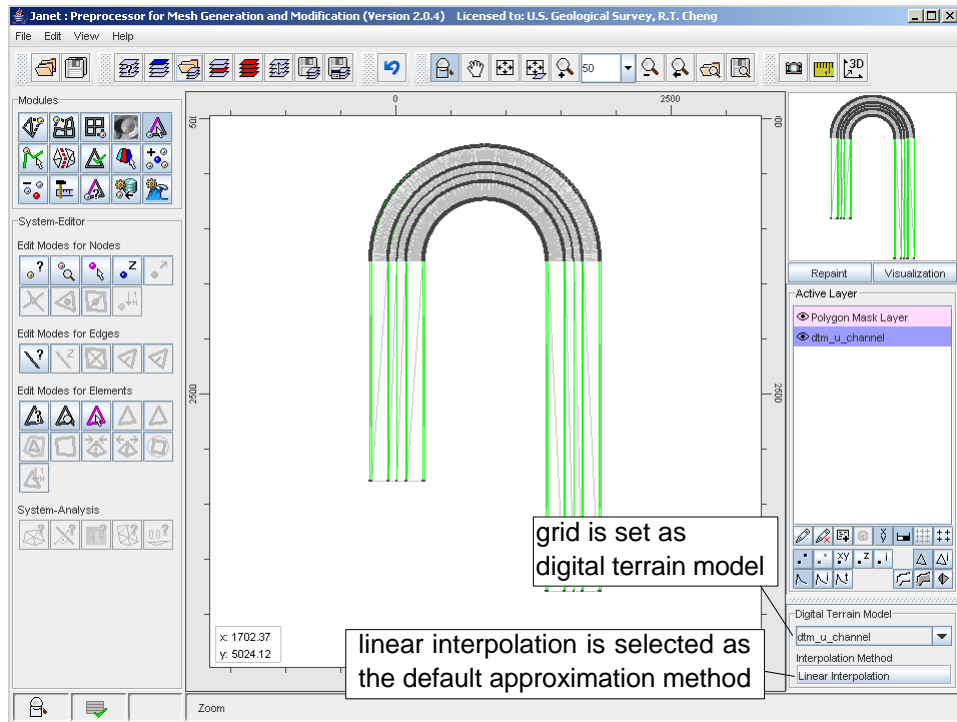 Janet : Preprocessor for Mesh Generation and Modification (Version 2.0.4) Licensed to: U.S. Geological Survey, R.T. Cheng
File Edit View Help
50
3D
Modules
System-Editor
Edit Modes for Nodes
Edit Modes for Edges
Edit Modes for Elements
System-Analysis
0
2500
2500
2500
x: 1702.37
y: 5024.12
Repaint Visualization
Active Layer
Polygon Mask Layer
dtm_u_channel
grid is set as
digital terrain model
Digital Terrain Model
dtm_u_channel
Interpolation Method
Linear Interpolation
linear interpolation is selected as
the default approximation method
Zoom